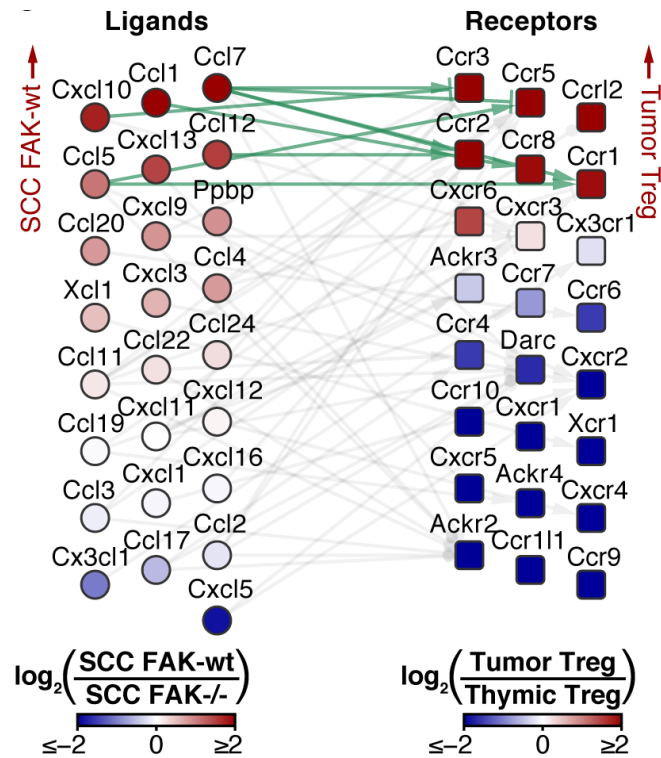 Ligands
Receptors
SCC FAK-wt
Tumor Treg
Ccl7
Ccl1
Cxcl10
Ccl12
Cxcl13
Ccl5
Ppbp
Cxcl9
Ccl20
Ccl4
Cxcl3
Xcl1
Ccl24
Ccl22
Ccl11
Cxcl12
Cxcl11
Ccl19
Cxcl16
Cxcl1
Ccl3
Ccl2
Ccl17
Cx3cl1
Cxcl5
Ccr3
Ccr5
Ccrl2
Ccr2
Ccr8
Ccr1
Cxcr6
Cxcr3
Cx3cr1
Ackr3
Ccr7
Ccr6
Ccr4
Darc
Cxcr2
Ccr10
Cxcr1
Xcr1
Cxcr5
Ackr4
Cxcr4
Ackr2
Ccr1l1
Ccr9
log₂(SCC FAK-wt
SCC FAK-/-)
≤-2 0 ≥2
log₂(Tumor Treg
Thymic Treg)
≤-2 0 ≥2